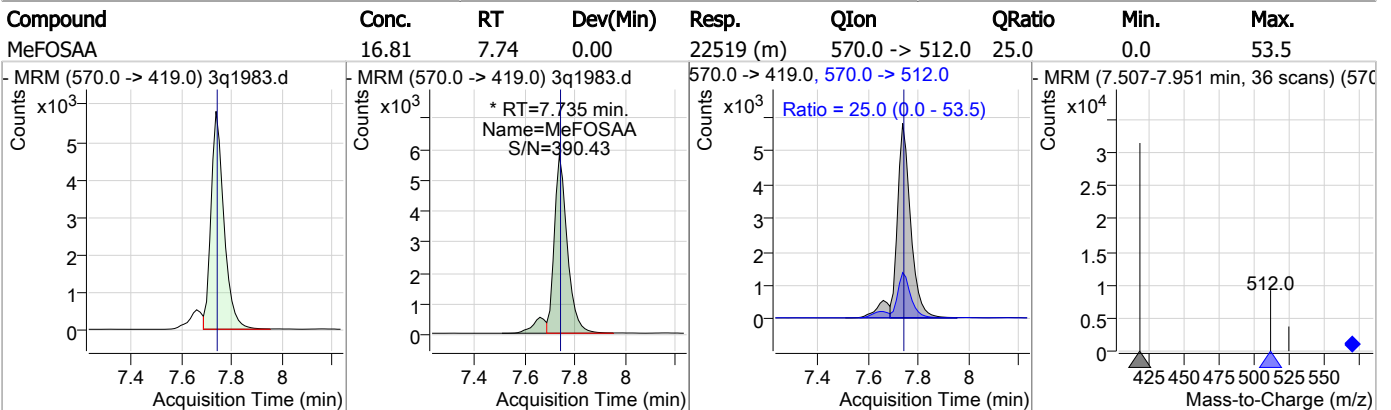 Compound Conc. RT Dev(Min) Resp. QIon QRatio Min. Max.
MeFOSAA 16.81 7.74 0.00 22519 (m) 570.0 -> 512.0 25.0 0.0 53.5
- MRM (570.0 -> 419.0) 3q1983.d
Counts
x10³
5
4
3
2
1
0
7.4 7.6 7.8 8
Acquisition Time (min)
- MRM (570.0 -> 419.0) 3q1983.d
Counts
x10³
* RT=7.735 min.
Name=MeFOSAA
S/N=390.43
6
5
4
3
2
1
0
7.4 7.6 7.8 8
Acquisition Time (min)
570.0 -> 419.0, 570.0 -> 512.0
Counts
x10³
Ratio = 25.0 (0.0 - 53.5)
5
4
3
2
1
0
7.4 7.6 7.8 8
Acquisition Time (min)
- MRM (7.507-7.951 min, 36 scans) (570
Counts
x10⁴
3
2.5
2
1.5
1
0.5
0
512.0
425 450 475 500 525 550
Mass-to-Charge (m/z)